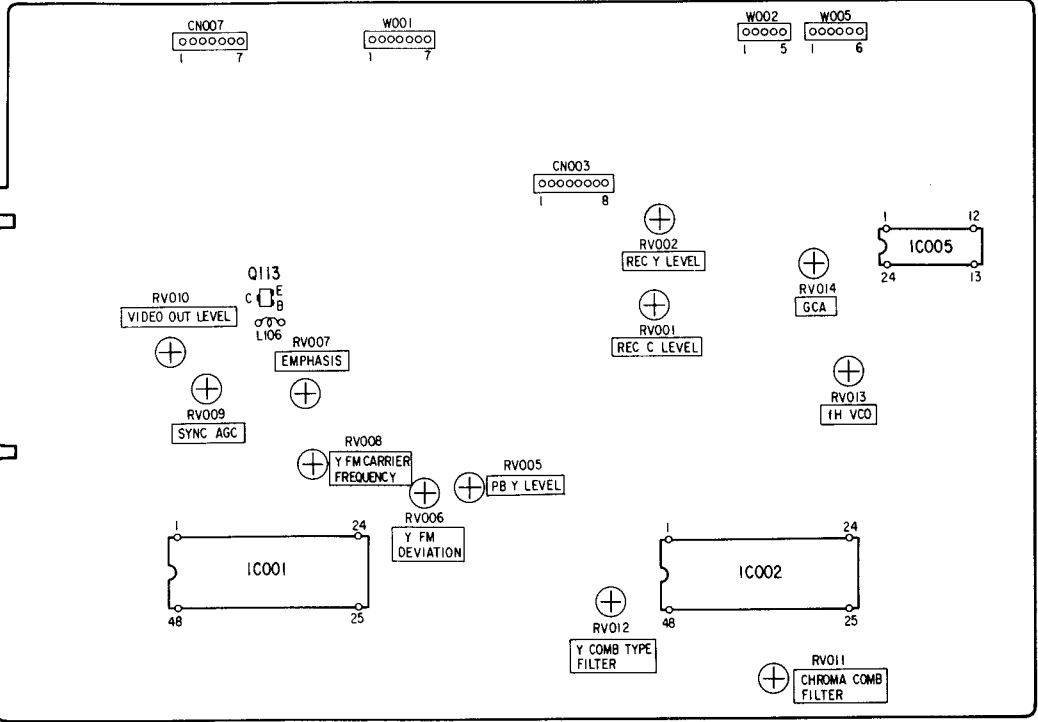 CN007
1 7
W001
1 7
W002
1 5
W005
1 6
CN003
1 8
RV002
REC Y LEVEL
RV001
REC C LEVEL
RV014
GCA
1 12
IC005
24 13
RV013
fH VCO
Q113
C E
B
L106
RV010
VIDEO OUT LEVEL
RV007
EMPHASIS
RV009
SYNC AGC
RV008
Y FM CARRIER
FREQUENCY
RV005
PB Y LEVEL
RV006
Y FM
DEVIATION
1 24
IC001
48 25
1 24
IC002
48 25
RV012
Y COMB TYPE
FILTER
RV011
CHROMA COMB
FILTER